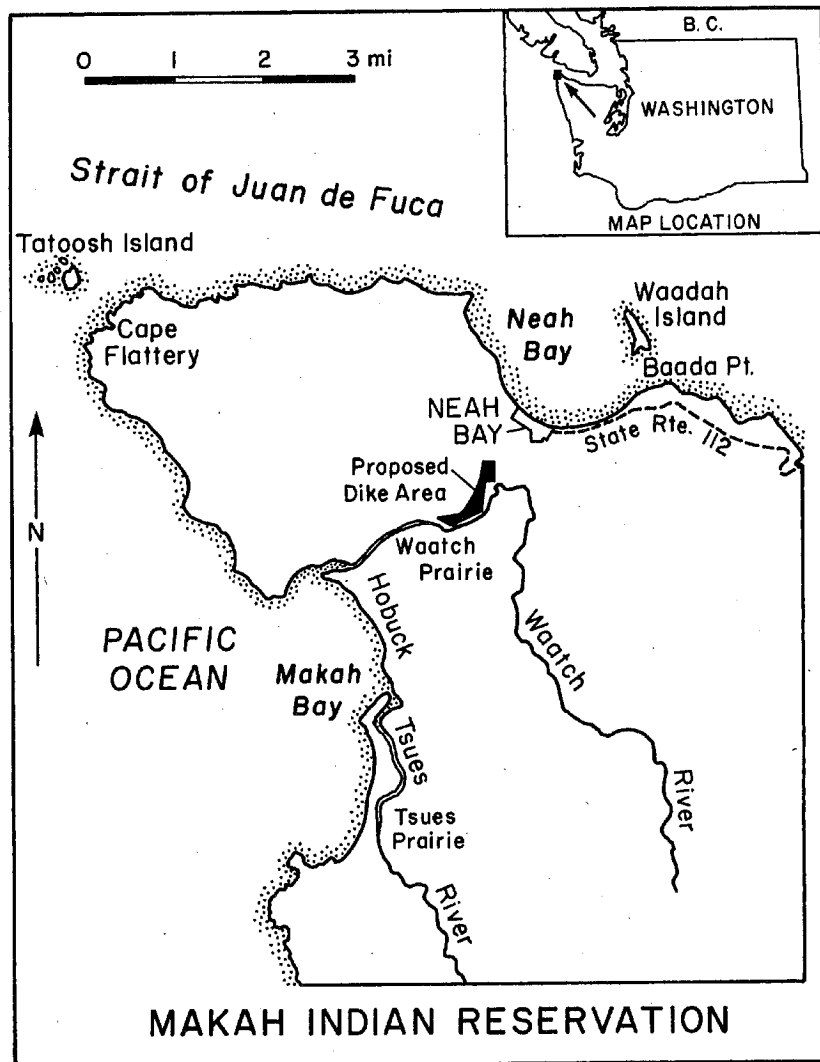 0 1 2 3 mi
B. C.
WASHINGTON
MAP LOCATION
Strait of Juan de Fuca
Tatoosh Island
Cape
Flattery
Neah
Bay
Waadah
Island
Baada Pt.
NEAH
BAY
State Rte. 112
Proposed
Dike Area
N
Waatch
Prairie
Hobuck
Waatch
River
PACIFIC
OCEAN
Makah
Bay
Tsues
Tsues
Prairie
River
MAKAH INDIAN RESERVATION